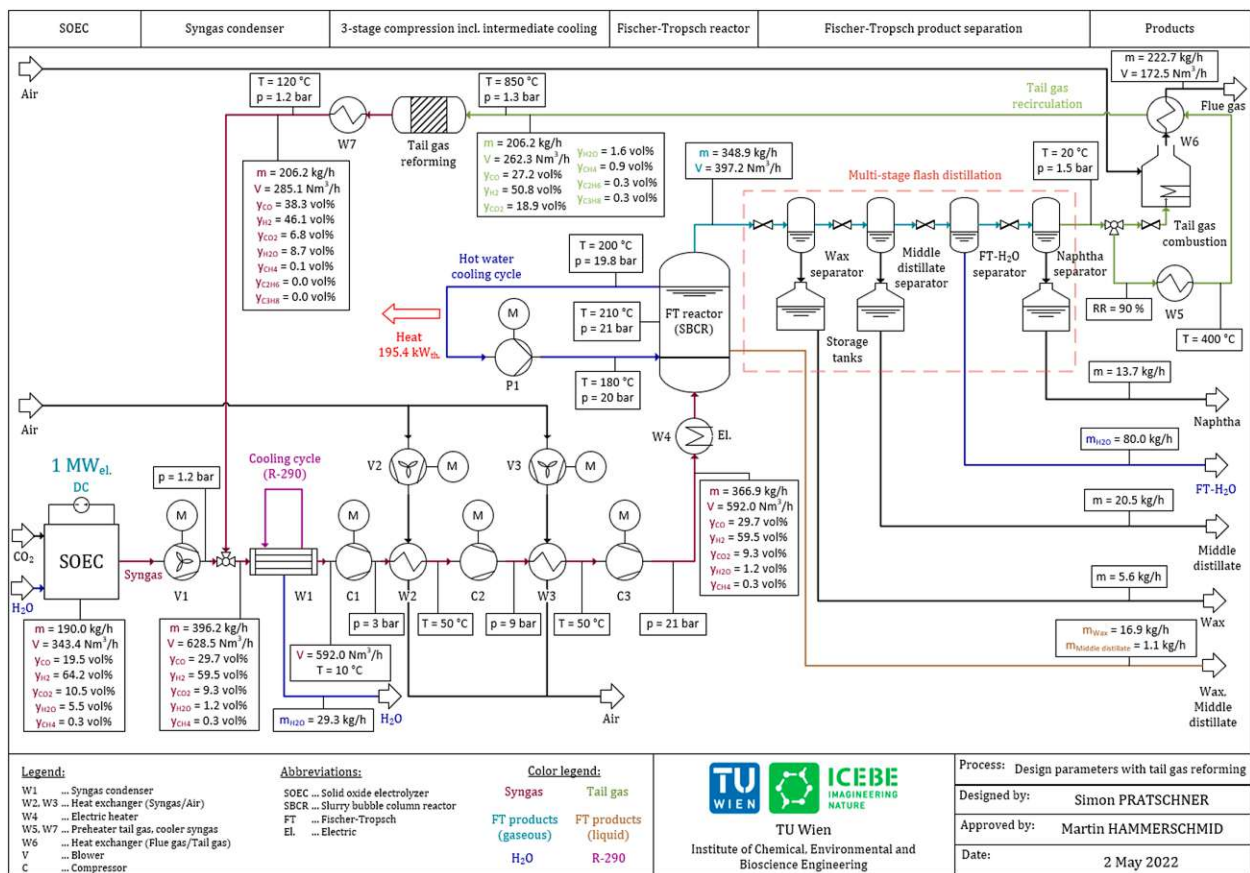 SOEC
Syngas condenser
3-stage compression incl. intermediate cooling
Fischer-Tropsch reactor
Fischer-Tropsch product separation
Products
Air
T = 120 °C
p = 1.2 bar
W7
Tail gas
reforming
T = 850 °C
p = 1.3 bar
m = 206.2 kg/h
V = 262.3 Nm³/h
yCO = 27.2 vol%
yH2 = 50.8 vol%
yCO2 = 18.9 vol%
yH2O = 1.6 vol%
yCH4 = 0.9 vol%
yC2H6 = 0.3 vol%
yC3H8 = 0.3 vol%
Tail gas
recirculation
m = 222.7 kg/h
V = 172.5 Nm³/h
Flue gas
W6
m = 206.2 kg/h
V = 285.1 Nm³/h
yCO = 38.3 vol%
yH2 = 46.1 vol%
yCO2 = 6.8 vol%
yH2O = 8.7 vol%
yCH4 = 0.1 vol%
yC2H6 = 0.0 vol%
yC3H8 = 0.0 vol%
m = 348.9 kg/h
V = 397.2 Nm³/h
T = 20 °C
p = 1.5 bar
Multi-stage flash distillation
Tail gas
combustion
Wax
separator
Middle
distillate
separator
FT-H₂O
separator
Naphtha
separator
Storage
tanks
RR = 90 %
W5
T = 400 °C
Hot water
cooling cycle
T = 200 °C
p = 19.8 bar
T = 210 °C
p = 21 bar
FT reactor
(SBCR)
Heat
195.4 kWth.
M
P1
T = 180 °C
p = 20 bar
m = 13.7 kg/h
Naphtha
mH2O = 80.0 kg/h
FT-H₂O
m = 20.5 kg/h
Middle
distillate
m = 5.6 kg/h
Wax
mWax = 16.9 kg/h
mMiddle distillate = 1.1 kg/h
Wax,
Middle
distillate
Air
W4
El.
V2
M
V3
M
1 MWel.
DC
p = 1.2 bar
Cooling cycle
(R-290)
CO₂
H₂O
SOEC
Syngas
M
V1
W1
M
C1
W2
M
C2
W3
M
C3
m = 366.9 kg/h
V = 592.0 Nm³/h
yCO = 29.7 vol%
yH2 = 59.5 vol%
yCO2 = 9.3 vol%
yH2O = 1.2 vol%
yCH4 = 0.3 vol%
p = 3 bar
T = 50 °C
p = 9 bar
T = 50 °C
p = 21 bar
m = 190.0 kg/h
V = 343.4 Nm³/h
yCO = 19.5 vol%
yH2 = 64.2 vol%
yCO2 = 10.5 vol%
yH2O = 5.5 vol%
yCH4 = 0.3 vol%
m = 396.2 kg/h
V = 628.5 Nm³/h
yCO = 29.7 vol%
yH2 = 59.5 vol%
yCO2 = 9.3 vol%
yH2O = 1.2 vol%
yCH4 = 0.3 vol%
V = 592.0 Nm³/h
T = 10 °C
mH2O = 29.3 kg/h
H₂O
Air
Legend:
W1 ... Syngas condenser
W2, W3 ... Heat exchanger (Syngas/Air)
W4 ... Electric heater
W5, W7 ... Preheater tail gas, cooler syngas
W6 ... Heat exchanger (Flue gas/Tail gas)
V ... Blower
C ... Compressor
Abbreviations:
SOEC ... Solid oxide electrolyzer
SBCR ... Slurry bubble column reactor
FT ... Fischer-Tropsch
El. ... Electric
Color legend:
Syngas
Tail gas
FT products
(gaseous)
FT products
(liquid)
H₂O
R-290
TU
WIEN
ICEBE
IMAGINEERING
NATURE
TU Wien
Institute of Chemical, Environmental and
Bioscience Engineering
Process: Design parameters with tail gas reforming
Designed by: Simon PRATSCHNER
Approved by: Martin HAMMERSCHMID
Date: 2 May 2022